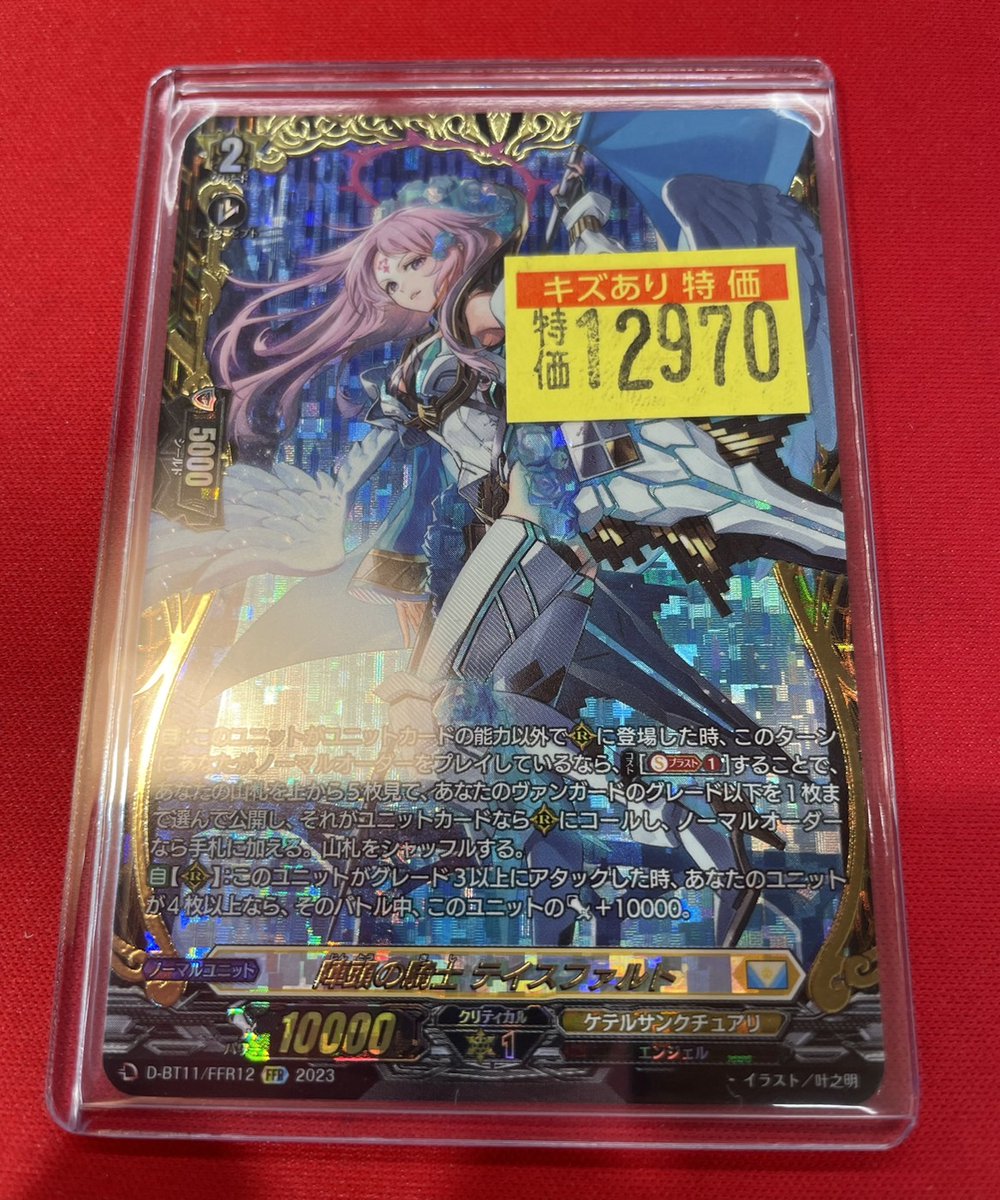 2
グレード
インターセプト
キズあり 特価
特価 12970
5000
シールド
自:このユニットがユニットカードの能力以外で R に登場した時、このターン
にあなたがノーマルオーダーをプレイしているなら、コスト[Sブラスト 1]することで、
あなたの山札を上から5枚見て、あなたのヴァンガードのグレード以下を1枚ま
で選んで公開し、それがユニットカードなら R にコールし、ノーマルオーダー
なら手札に加える。山札をシャッフルする。
自【 R 】:このユニットがグレード3以上にアタックした時、あなたのユニット
が4枚以上なら、そのバトル中、このユニットの +10000。
ノーマルユニット
陣頭の騎士 テイスファルト
パワー 10000 クリティカル 1
ケテルサンクチュアリ
エンジェル
D-BT11/FFR12 FFR 2023
イラスト/叶之明